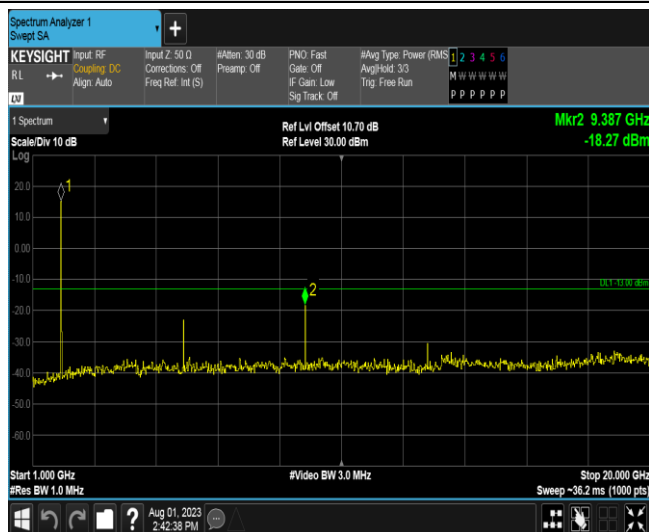 Spectrum Analyzer 1
Swept SA
+
KEYSIGHT Input: RF Input Z: 50 Ω #Atten: 30 dB PNO: Fast #Avg Type: Power (RMS 1 2 3 4 5 6
RL Coupling: DC Corrections: Off Preamp: Off Gate: Off Avg|Hold: 3/3 M W W W W W
Align: Auto Freq Ref: Int (S) IF Gain: Low Trig: Free Run
Sig Track: Off P P P P P P
LXI
1 Spectrum Ref Lvl Offset 10.70 dB Mkr2 9.387 GHz
Scale/Div 10 dB Ref Level 30.00 dBm -18.27 dBm
Log
1
20.0
10.0
0.00
-10.0
DL1 -13.00 dBm
2
-20.0
-30.0
-40.0
-50.0
-60.0
Start 1.000 GHz #Video BW 3.0 MHz Stop 20.000 GHz
#Res BW 1.0 MHz Sweep ~36.2 ms (1000 pts)
? Aug 01, 2023
2:42:38 PM